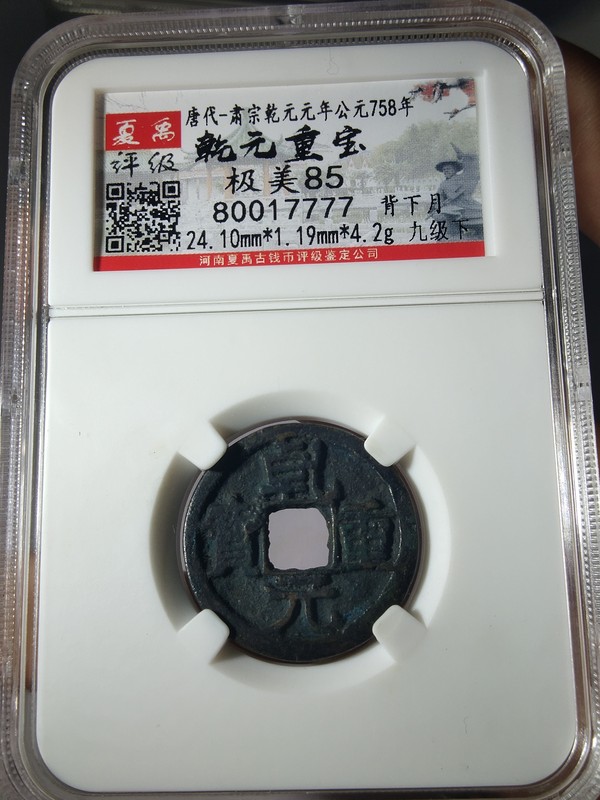 唐代-肃宗乾元元年公元758年
夏禹
评级
乾元重宝
极美85
80017777 背下月
24.10mm*1.19mm*4.2g 九级下
河南夏禹古钱币评级鉴定公司
乾元重寶